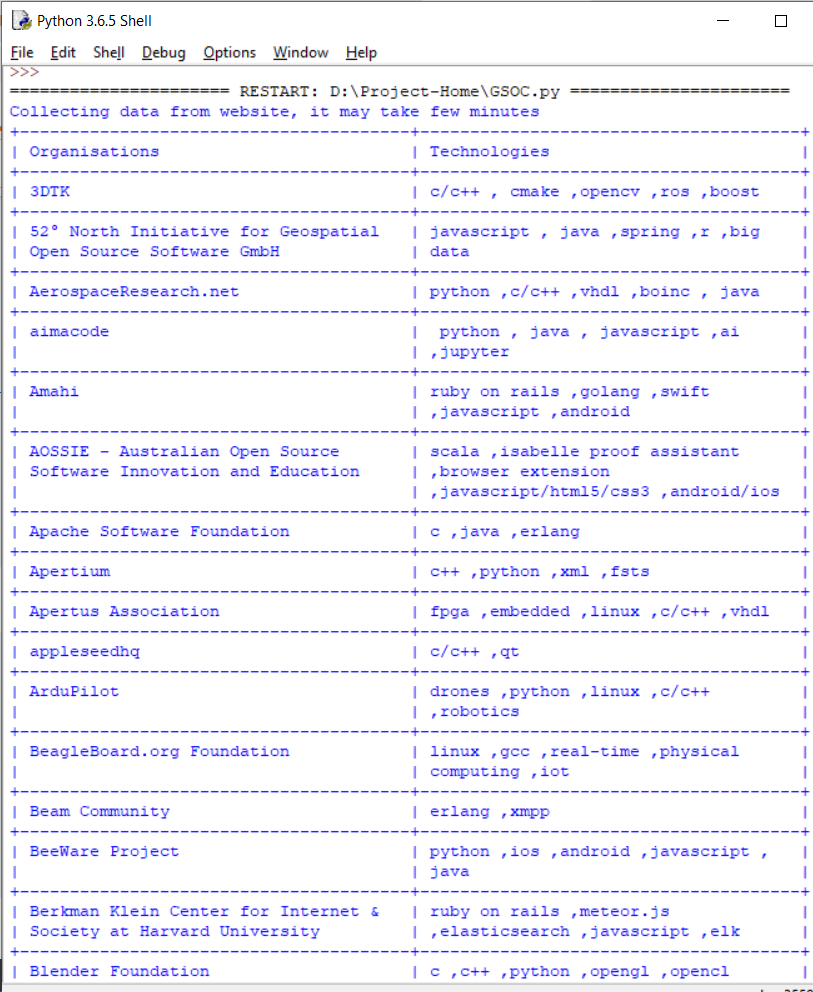 Python 3.6.5 Shell
File Edit Shell Debug Options Window Help
>>>
====================== RESTART: D:\Project-Home\GSOC.py ======================
Collecting data from website, it may take few minutes
+---------------------------------------+--------------------------------------+
| Organisations                         | Technologies                         |
+---------------------------------------+--------------------------------------+
| 3DTK                                  | c/c++ , cmake ,opencv ,ros ,boost    |
+---------------------------------------+--------------------------------------+
| 52° North Initiative for Geospatial   | javascript , java ,spring ,r ,big    |
| Open Source Software GmbH             | data                                 |
+---------------------------------------+--------------------------------------+
| AerospaceResearch.net                 | python ,c/c++ ,vhdl ,boinc , java    |
+---------------------------------------+--------------------------------------+
| aimacode                              |  python , java , javascript ,ai      |
|                                       | ,jupyter                             |
+---------------------------------------+--------------------------------------+
| Amahi                                 | ruby on rails ,golang ,swift         |
|                                       | ,javascript ,android                 |
+---------------------------------------+--------------------------------------+
| AOSSIE - Australian Open Source       | scala ,isabelle proof assistant      |
| Software Innovation and Education     | ,browser extension                   |
|                                       | ,javascript/html5/css3 ,android/ios  |
+---------------------------------------+--------------------------------------+
| Apache Software Foundation            | c ,java ,erlang                      |
+---------------------------------------+--------------------------------------+
| Apertium                              | c++ ,python ,xml ,fsts               |
+---------------------------------------+--------------------------------------+
| Apertus Association                   | fpga ,embedded ,linux ,c/c++ ,vhdl   |
+---------------------------------------+--------------------------------------+
| appleseedhq                           | c/c++ ,qt                            |
+---------------------------------------+--------------------------------------+
| ArduPilot                             | drones ,python ,linux ,c/c++         |
|                                       | ,robotics                            |
+---------------------------------------+--------------------------------------+
| BeagleBoard.org Foundation            | linux ,gcc ,real-time ,physical      |
|                                       | computing ,iot                       |
+---------------------------------------+--------------------------------------+
| Beam Community                        | erlang ,xmpp                         |
+---------------------------------------+--------------------------------------+
| BeeWare Project                       | python ,ios ,android ,javascript ,   |
|                                       | java                                 |
+---------------------------------------+--------------------------------------+
| Berkman Klein Center for Internet &   | ruby on rails ,meteor.js             |
| Society at Harvard University         | ,elasticsearch ,javascript ,elk      |
+---------------------------------------+--------------------------------------+
| Blender Foundation                    | c ,c++ ,python ,opengl ,opencl       |